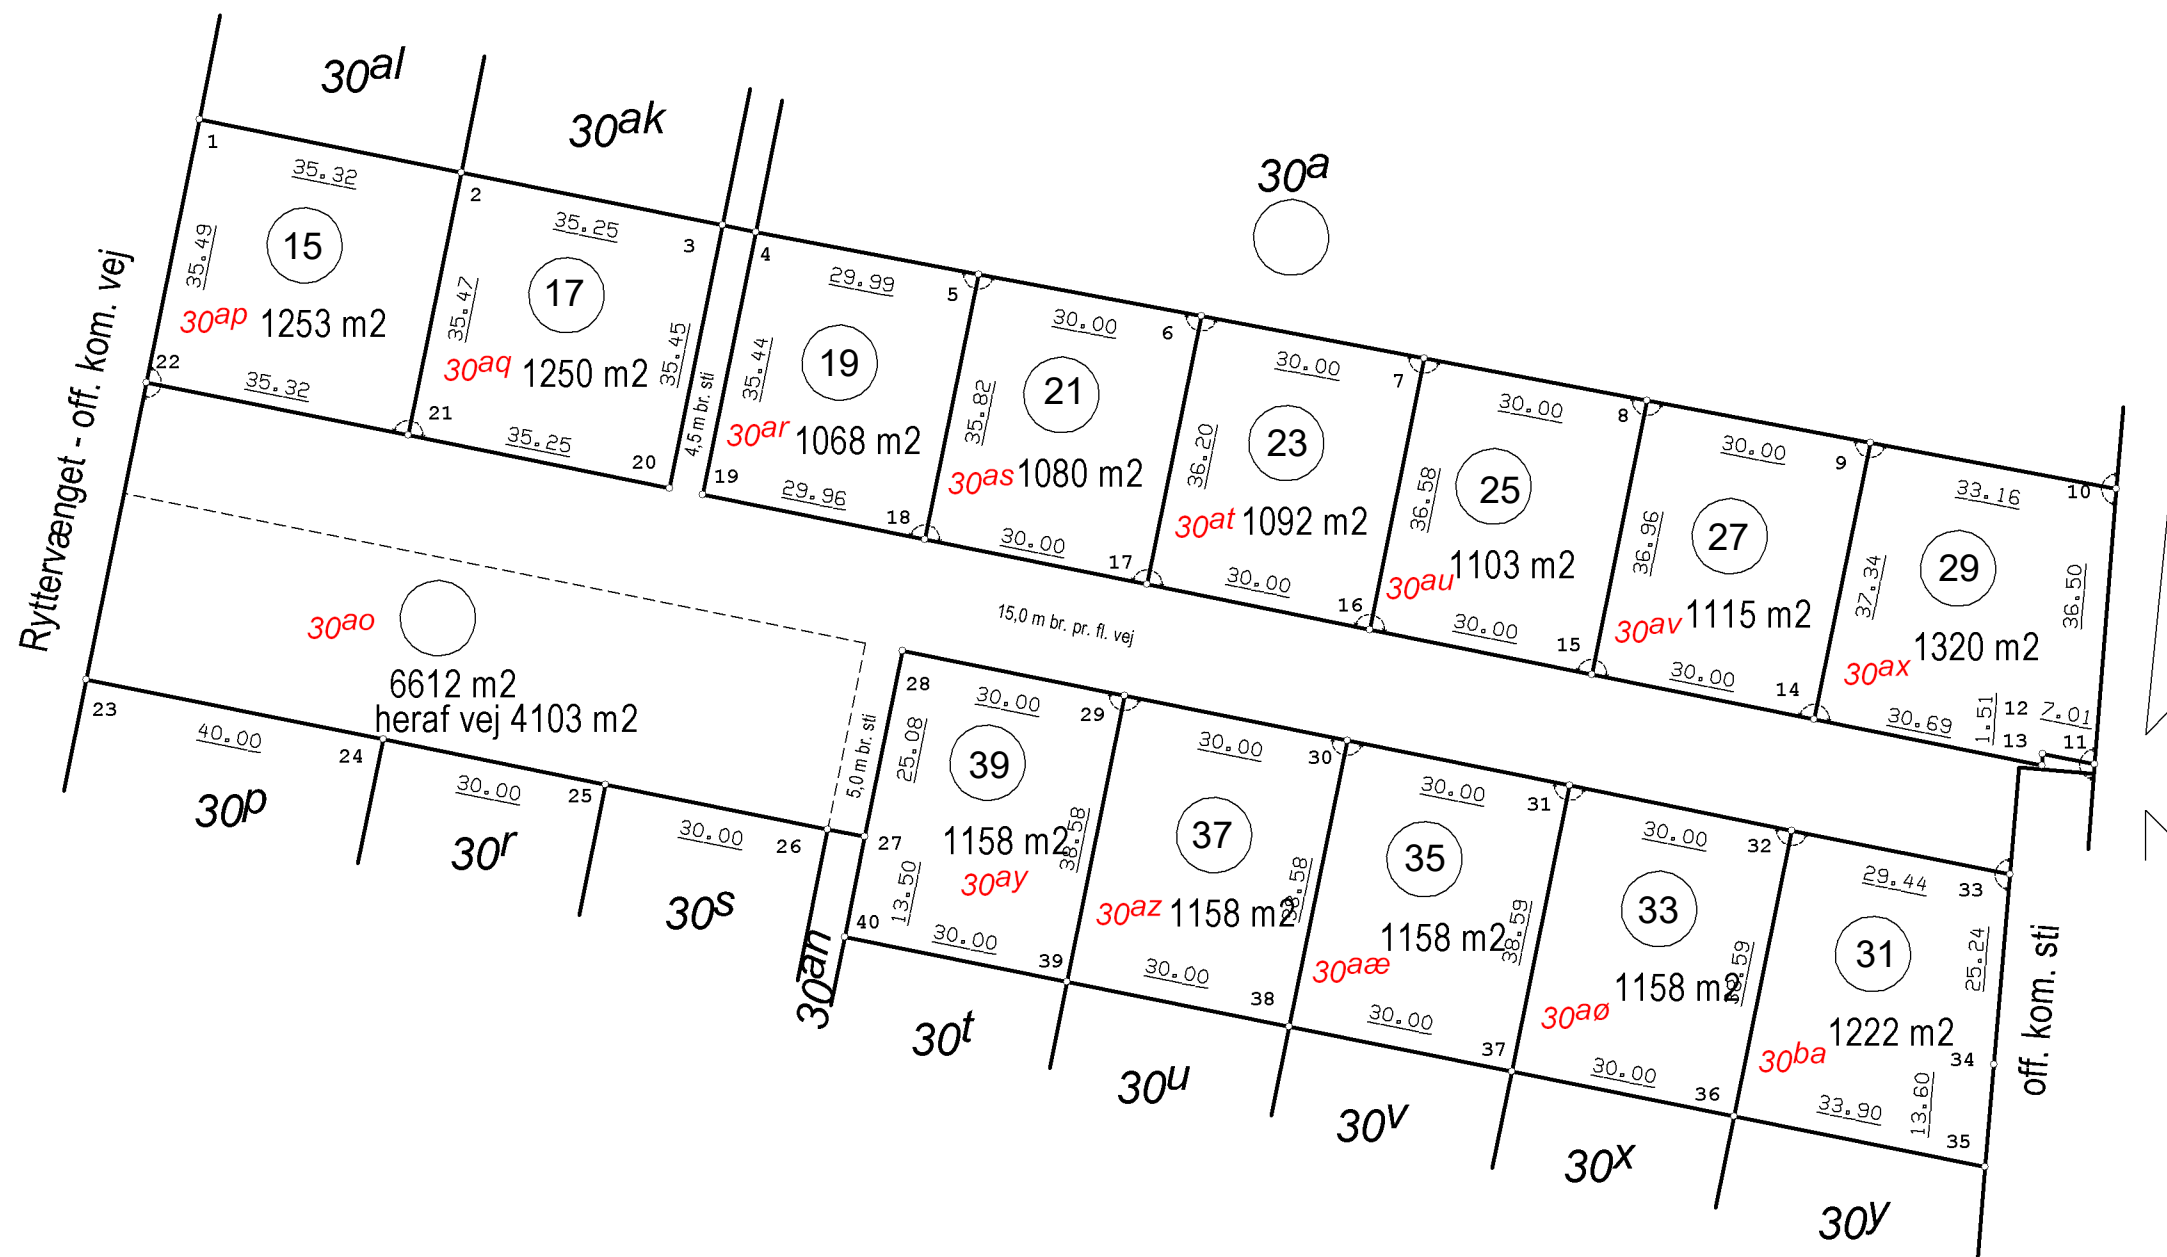 30al
30ak
30a
1
35.32
2
35.25
3
4
29.99
5
30.00
6
30.00
7
30.00
8
30.00
9
33.16
10
35.49
15
30ap 1253 m2
22
35.32
21
35.47
17
30aq 1250 m2
35.45
35.25
20
4,5 m br. sti
35.44
19
30ar 1068 m2
19
29.96
18
35.82
21
30as 1080 m2
30.00
17
36.20
23
30at 1092 m2
30.00
16
36.58
25
30au 1103 m2
30.00
15
36.96
27
30av 1115 m2
30.00
14
37.34
29
36.50
30ax 1320 m2
30.69
1.51
12
7.01
13
11
Ryttervænget - off. kom. vej
15,0 m br. pr. fl. vej
30ao
6612 m2
heraf vej 4103 m2
5,0 m br. sti
23
40.00
24
30.00
25
30.00
26
27
30p
30r
30s
30an
28
30.00
29
25.08
39
1158 m2
38.58
30ay
13.50
40
30.00
39
30.00
30
37
30az 1158 m2
38.58
30.00
38
30.00
31
35
1158 m2
38.59
30aæ
30.00
37
30.00
32
33
1158 m2
38.59
30aø
30.00
36
29.44
33
31
25.24
1222 m2
30ba
34
33.90
13.60
35
off. kom. sti
30t
30u
30v
30x
30y